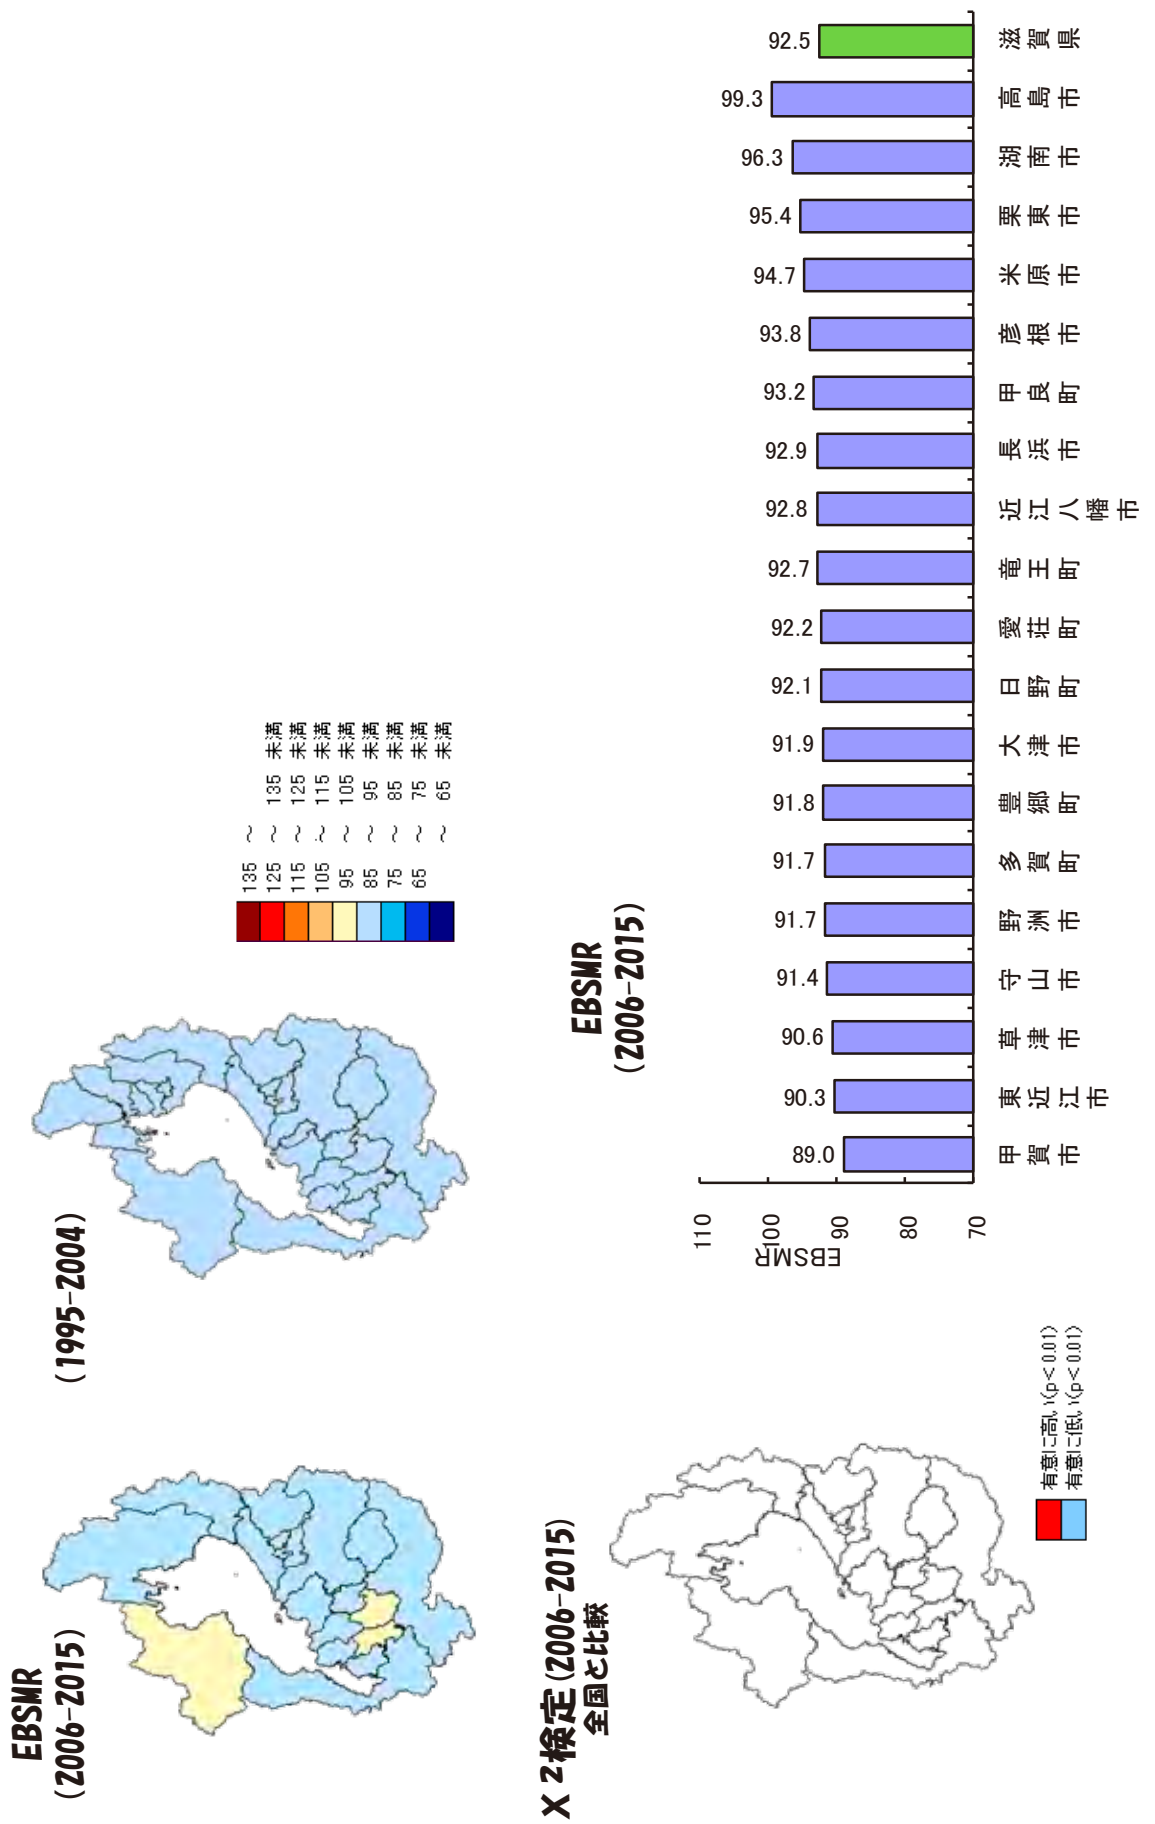 EBSMR
(2006-2015)
(1995-2004)
135 ～
125 ～ 135 未満
115 ～ 125 未満
105 ～ 115 未満
95 ～ 105 未満
85 ～ 95 未満
75 ～ 85 未満
65 ～ 75 未満
～ 65 未満
X 2検定(2006-2015)
全国と比較
有意に高い(p<0.01)
有意に低い(p<0.01)
EBSMR
(2006-2015)
EBSMR
110
100
90
80
70
89.0
90.3
90.6
91.4
91.7
91.7
91.8
91.9
92.1
92.2
92.7
92.8
92.9
93.2
93.8
94.7
95.4
96.3
99.3
92.5
甲賀市
東近江市
草津市
守山市
野洲市
多賀町
豊郷町
大津市
日野町
愛荘町
竜王町
近江八幡市
長浜市
甲良町
彦根市
米原市
栗東市
湖南市
高島市
滋賀県